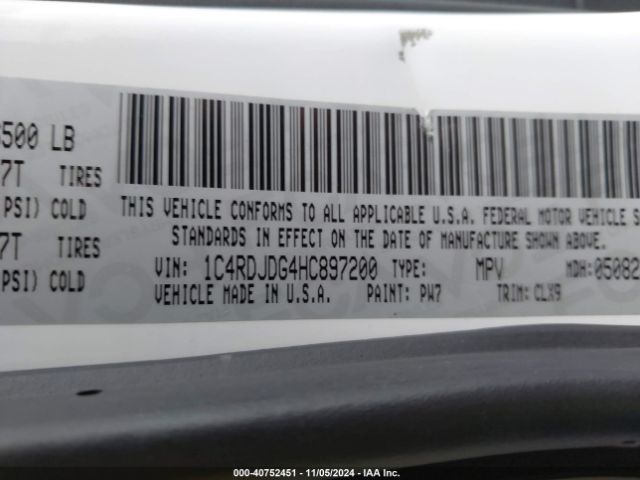 500 LB
7T TIRES
PSI) COLD
7T TIRES
PSI) COLD
THIS VEHICLE CONFORMS TO ALL APPLICABLE U.S.A. FEDERAL MOTOR VEHICLE S
STANDARDS IN EFFECT ON THE DATE OF MANUFACTURE SHOWN ABOVE.
VIN: 1C4RDJDG4HC897200 TYPE: MPV MDH: 05082
VEHICLE MADE IN U.S.A. PAINT: PW7 TRIM: CLX9
000-40752451 - 11/05/2024 - IAA Inc.